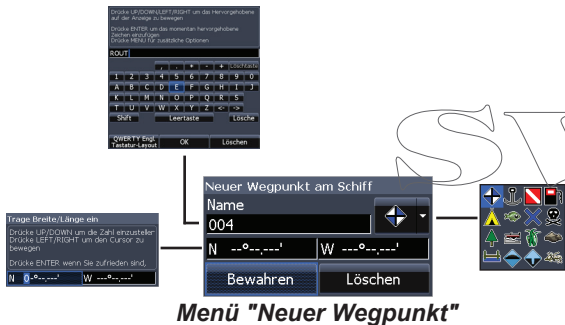 Drücke UP/DOWN/LEFT/RIGHT um das Hervorgehobene
auf der Anzeige zu bewegen
Drücke ENTER um das momentan hervorgehobene
Zeichen einzufügen.
Drücke MENU für zusätzliche Optionen
ROUT
, . * - + Löschtaste
1 2 3 4 5 6 7 8 9 0
A B C D E F G H I J
K L M N O P Q R S
T U V W X Y Z <- ->
Shift Leertaste Lösche
QWERTY Engl.
Tastatur-Layout OK Löschen
Neuer Wegpunkt am Schiff
Name
004
N --°--.---' W ---°--.---'
Bewahren Löschen
Trage Breite/Länge ein
Drücke UP/DOWN um die Zahl einzustellen
Drücke LEFT/RIGHT um den Cursor zu
bewegen
Drücke ENTER wenn Sie zufrieden sind,
N 0-°--.---' W ---°--.---'
Menü "Neuer Wegpunkt"